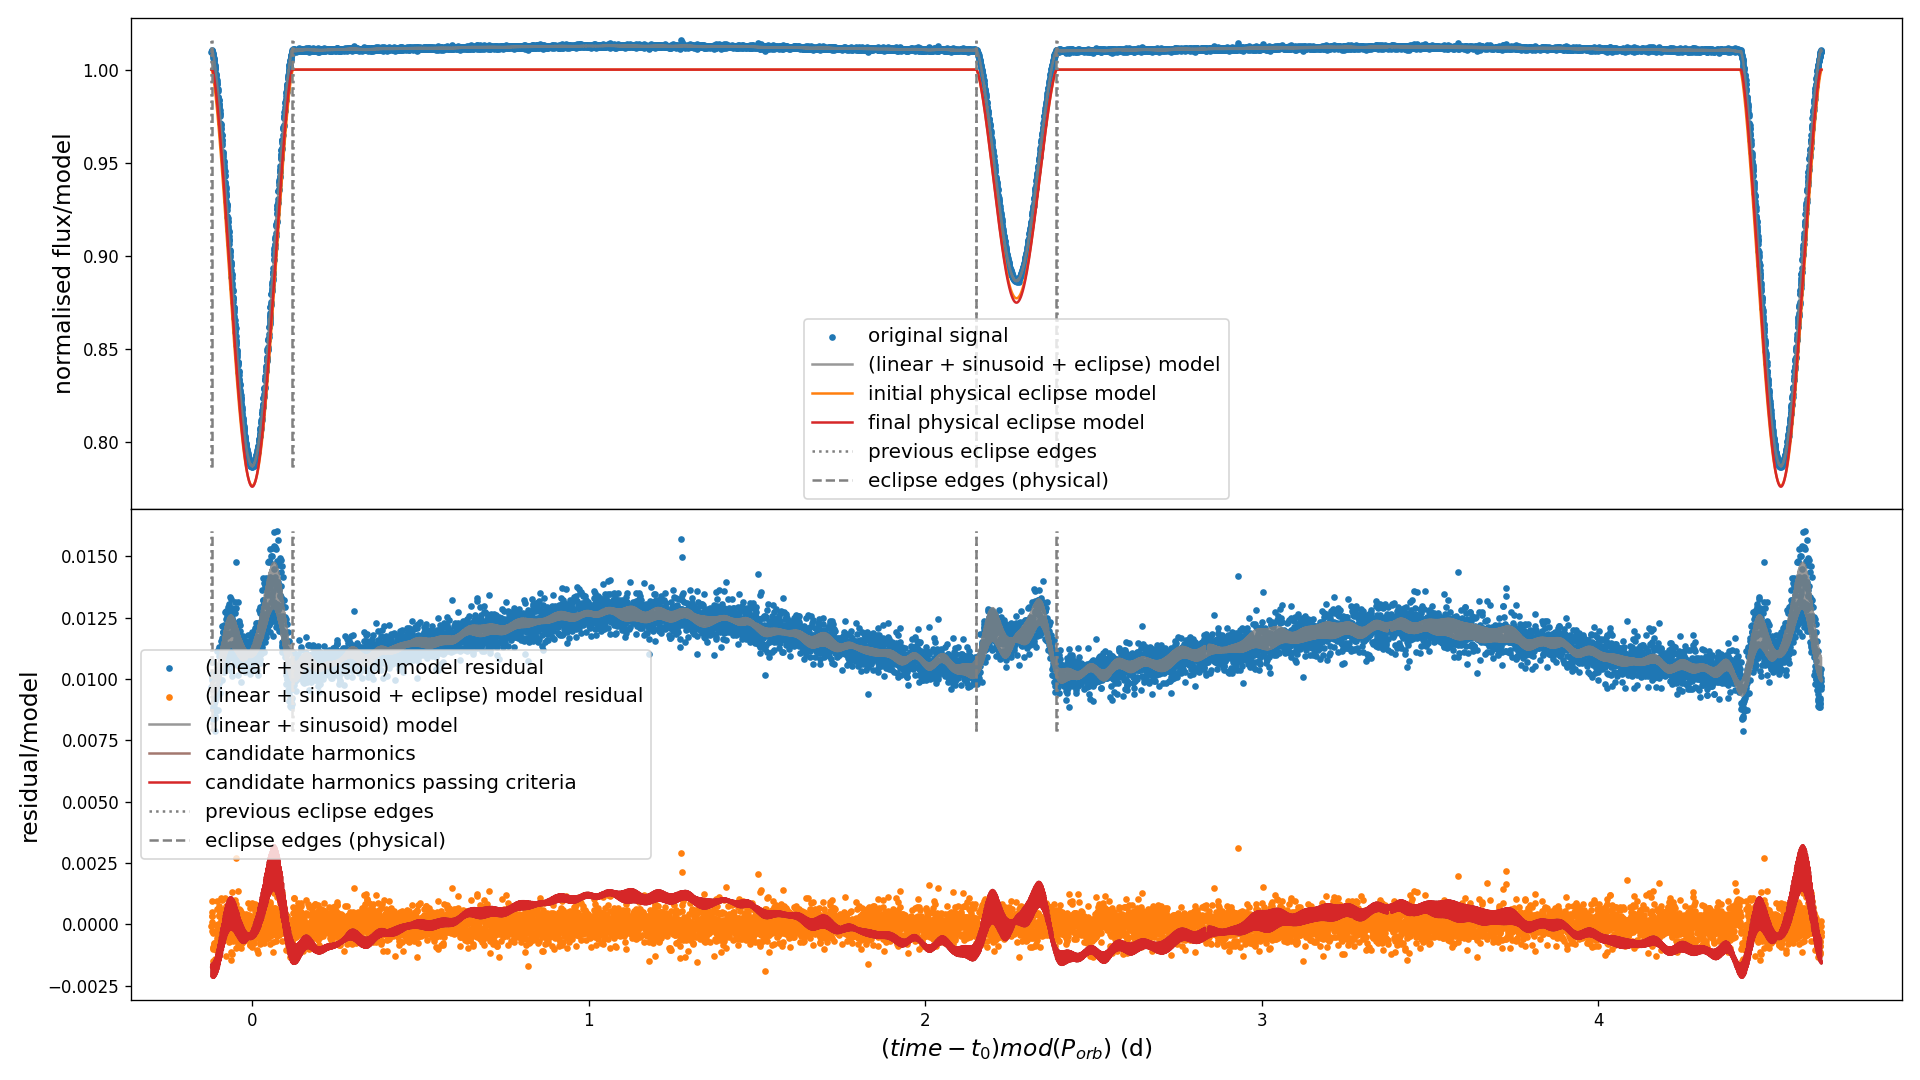 normalised flux/model
1.00
0.95
0.90
0.85
0.80
original signal
(linear + sinusoid + eclipse) model
initial physical eclipse model
final physical eclipse model
previous eclipse edges
eclipse edges (physical)
residual/model
0.0150
0.0125
0.0100
0.0075
0.0050
0.0025
0.0000
−0.0025
(linear + sinusoid) model residual
(linear + sinusoid + eclipse) model residual
(linear + sinusoid) model
candidate harmonics
candidate harmonics passing criteria
previous eclipse edges
eclipse edges (physical)
0 1 2 3 4
(time − t₀)mod(Pₒᵣb) (d)